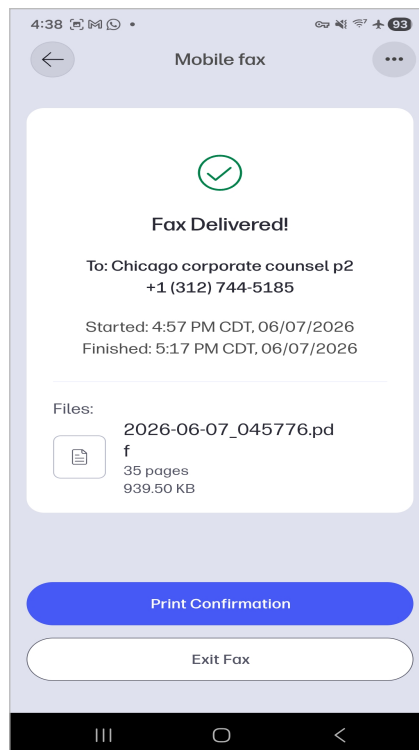 4:38
93
Mobile fax
Fax Delivered!
To: Chicago corporate counsel p2
+1 (312) 744-5185
Started: 4:57 PM CDT, 06/07/2026
Finished: 5:17 PM CDT, 06/07/2026
Files:
2026-06-07_045776.pd
f
35 pages
939.50 KB
Print Confirmation
Exit Fax